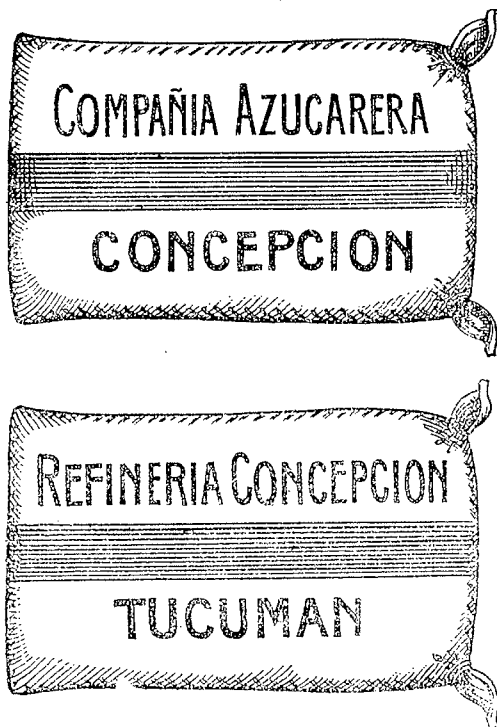 COMPAÑIA AZUCARERA
CONCEPCION
REFINERIA CONCEPCION
TUCUMAN